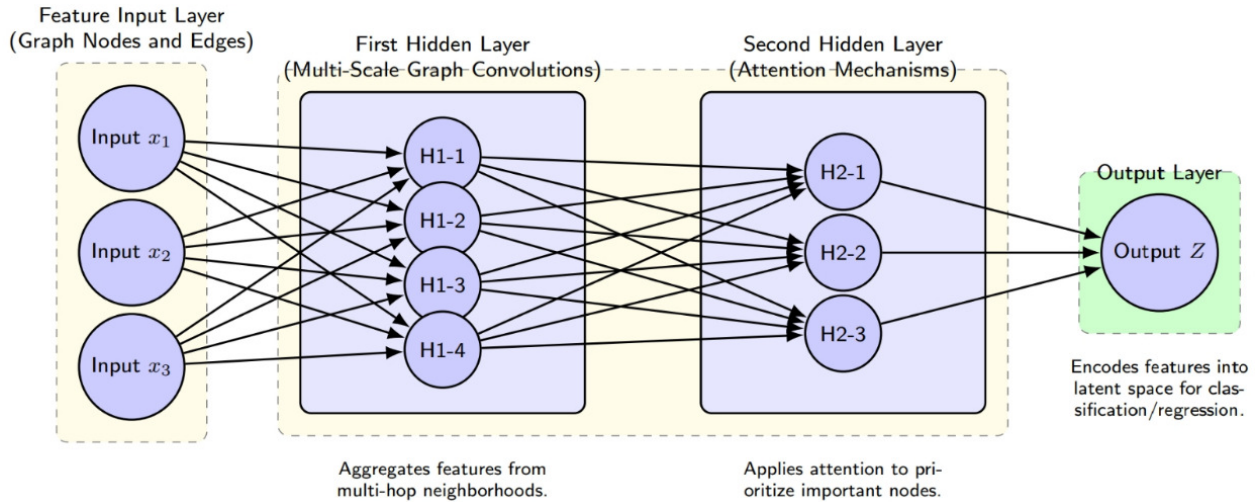 Feature Input Layer
(Graph Nodes and Edges)
Input x₁
Input x₂
Input x₃
First Hidden Layer
(Multi-Scale Graph Convolutions)
H1-1
H1-2
H1-3
H1-4
Aggregates features from
multi-hop neighborhoods.
Second Hidden Layer
(Attention Mechanisms)
H2-1
H2-2
H2-3
Applies attention to pri-
oritize important nodes.
Output Layer
Output Z
Encodes features into
latent space for clas-
sification/regression.